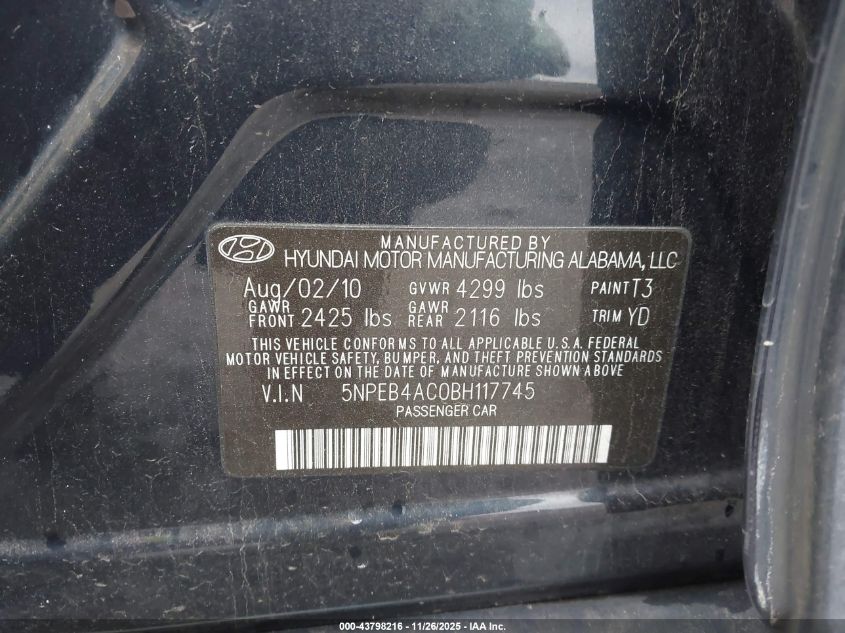 MANUFACTURED BY
HYUNDAI MOTOR MANUFACTURING ALABAMA, LLC
Aug/02/10 GVWR 4299 lbs PAINT T3
GAWR FRONT 2425 lbs GAWR REAR 2116 lbs TRIM YD
THIS VEHICLE CONFORMS TO ALL APPLICABLE U.S.A. FEDERAL
MOTOR VEHICLE SAFETY, BUMPER, AND THEFT PREVENTION STANDARDS
IN EFFECT ON THE DATE OF MANUFACTURE SHOWN ABOVE.
V.I.N 5NPEB4AC0BH117745
PASSENGER CAR
000-43798216 - 11/26/2025 - IAA Inc.